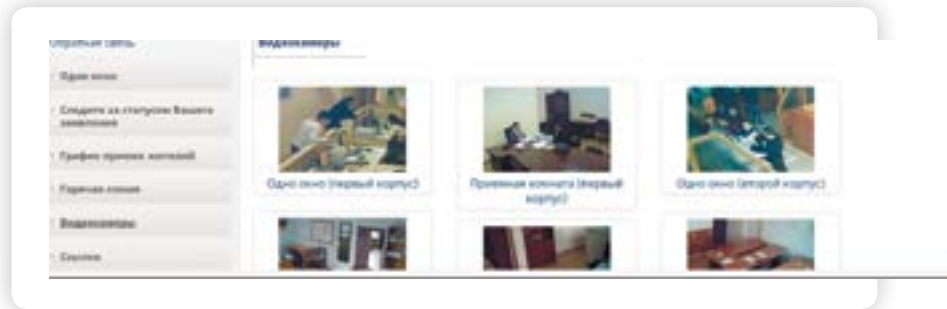 Обратная связь
Видеокамеры
Одно окно
Следите за статусом Вашего
заявления
График приема жителей
Горячая линия
Видеокамеры
Ссылки
Одно окно (первый корпус)
Приемная комната (первый
корпус)
Одно окно (второй корпус)